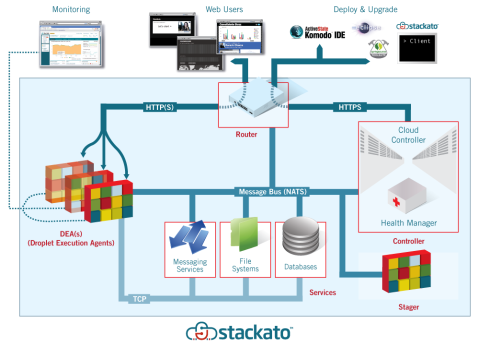 Monitoring
Web Users
Deploy & Upgrade
ActiveState
Komodo IDE
stackato
> Client
HTTP(S)
HTTPS
Router
Cloud
Controller
Message Bus (NATS)
Health Manager
DEA(s)
(Droplet Execution Agents)
Messaging
Services
File
Systems
Databases
Controller
TCP
Services
Stager
stackato